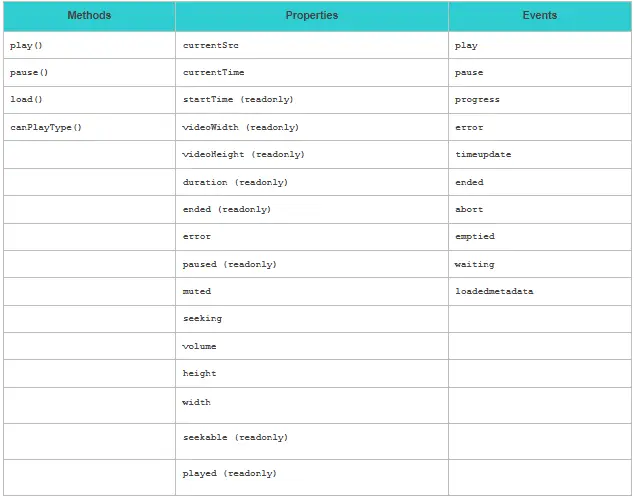 Methods Properties Events
play() currentSrc play
pause() currentTime pause
load() startTime (readonly) progress
canPlayType() videoWidth (readonly) error
videoHeight (readonly) timeupdate
duration (readonly) ended
ended (readonly) abort
error emptied
paused (readonly) waiting
muted loadedmetadata
seeking
volume
height
width
seekable (readonly)
played (readonly)